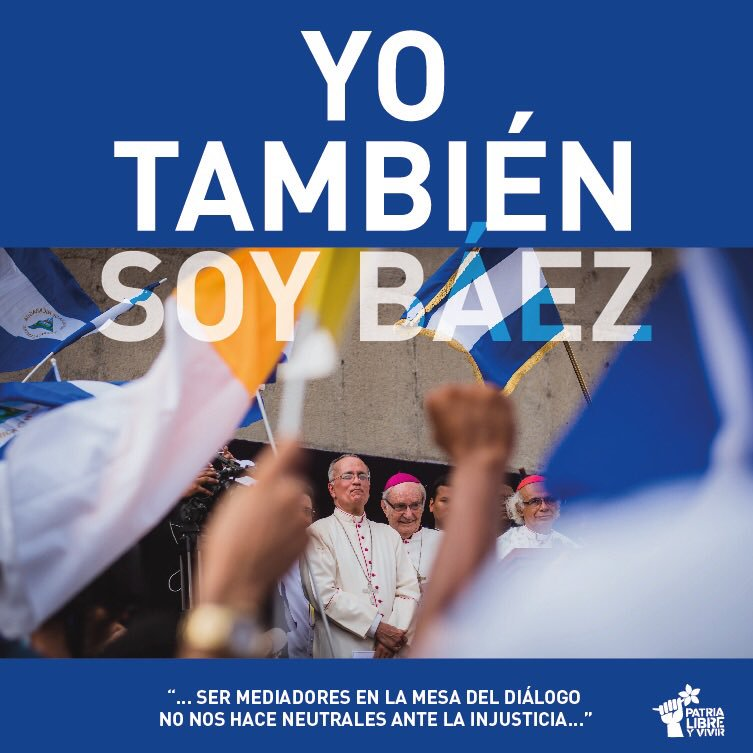 YO
TAMBIÉN
SOY BÁEZ
"... SER MEDIADORES EN LA MESA DEL DIÁLOGO
NO NOS HACE NEUTRALES ANTE LA INJUSTICIA..."
PATRIA
LIBRE
Y VIVIR